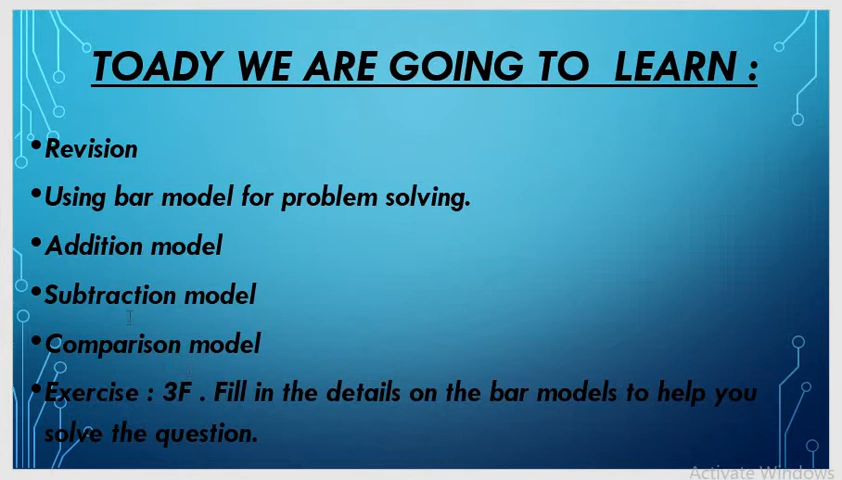 TOADY WE ARE GOING TO LEARN :
•Revision
•Using bar model for problem solving.
•Addition model
•Subtraction model
•Comparison model
•Exercise : 3F . Fill in the details on the bar models to help you
solve the question.
Activate Windows